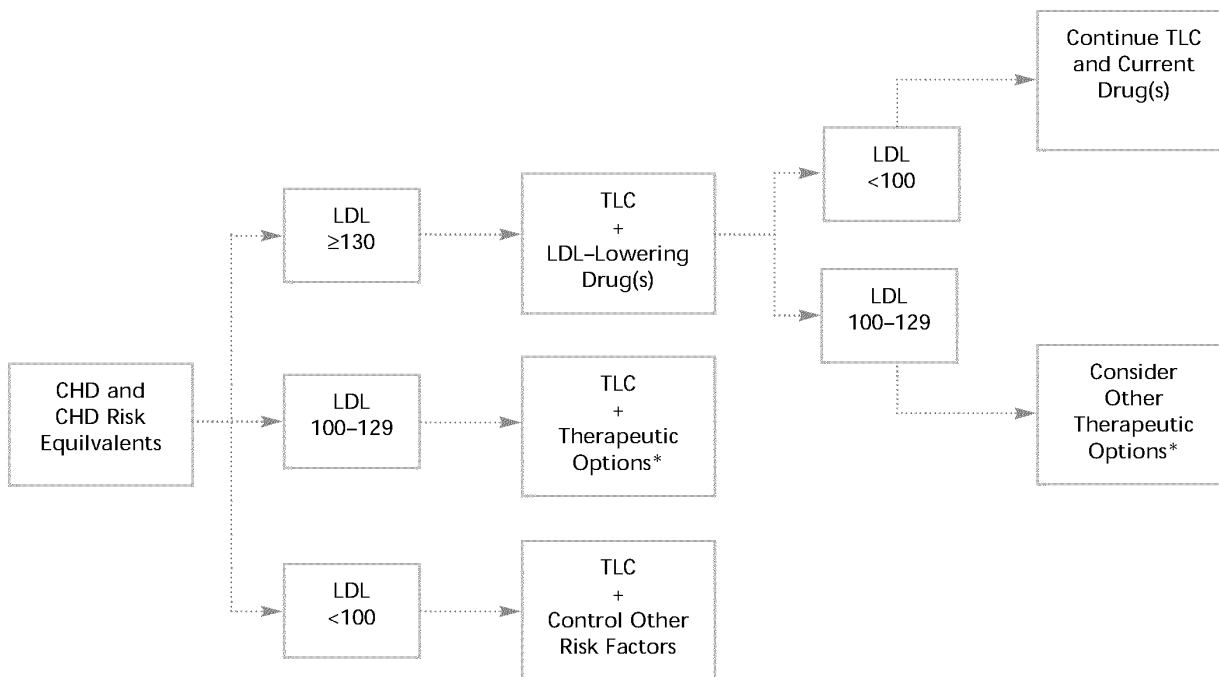 CHD and
CHD Risk
Equilvalents
LDL
≥130
TLC
+
LDL–Lowering
Drug(s)
LDL
<100
Continue TLC
and Current
Drug(s)
LDL
100–129
Consider
Other
Therapeutic
Options*
LDL
100–129
TLC
+
Therapeutic
Options*
LDL
<100
TLC
+
Control Other
Risk Factors